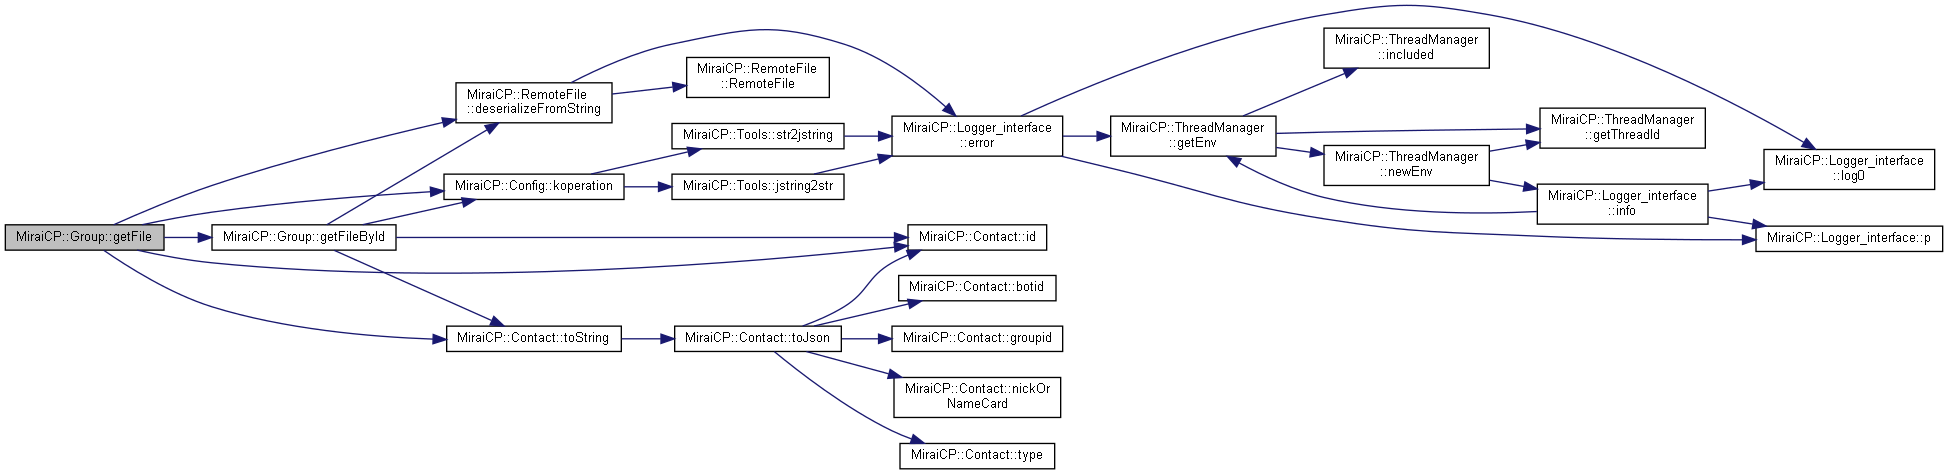 MiraiCP::Group::getFile
MiraiCP::RemoteFile
::deserializeFromString
MiraiCP::Config::koperation
MiraiCP::Group::getFileById
MiraiCP::Contact::toString
MiraiCP::RemoteFile
::RemoteFile
MiraiCP::Tools::str2jstring
MiraiCP::Tools::jstring2str
MiraiCP::Contact::toJson
MiraiCP::Logger_interface
::error
MiraiCP::Contact::id
MiraiCP::Contact::botid
MiraiCP::Contact::groupid
MiraiCP::Contact::nickOr
NameCard
MiraiCP::Contact::type
MiraiCP::ThreadManager
::getEnv
MiraiCP::ThreadManager
::included
MiraiCP::ThreadManager
::newEnv
MiraiCP::ThreadManager
::getThreadId
MiraiCP::Logger_interface
::info
MiraiCP::Logger_interface
::log0
MiraiCP::Logger_interface::p